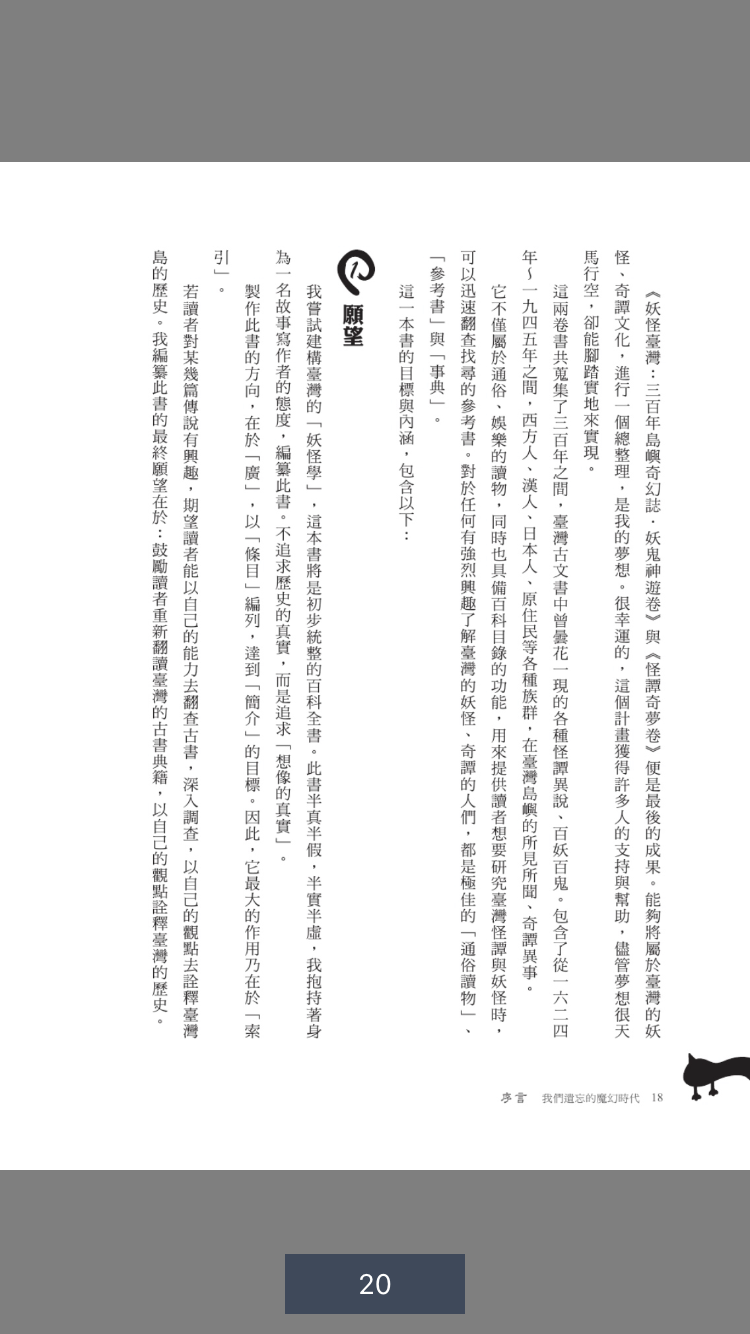 《妖怪臺灣：三百年島嶼奇幻誌．妖鬼神遊卷》與《怪譚奇夢卷》便是最後的成果。能夠將屬於臺灣的妖
怪、奇譚文化，進行一個總整理，是我的夢想。很幸運的，這個計畫獲得許多人的支持與幫助，儘管夢想很天
馬行空，卻能腳踏實地來實現。
這兩卷書共蒐集了三百年之間，臺灣古文書中曾曇花一現的各種怪譚異說、百妖百鬼。包含了從一六二四
年～一九四五年之間，西方人、漢人、日本人、原住民等各種族群，在臺灣島嶼的所見所聞、奇譚異事。
它不僅屬於通俗、娛樂的讀物，同時也具備百科目錄的功能，用來提供讀者想要研究臺灣怪譚與妖怪時，
可以迅速翻查找尋的參考書。對於任何有強烈興趣了解臺灣的妖怪、奇譚的人們，都是極佳的「通俗讀物」、
「參考書」與「事典」。
這一本書的目標與內涵，包含以下：
1 願望
我嘗試建構臺灣的「妖怪學」，這本書將是初步統整的百科全書。此書半真半假，半實半虛，我抱持著身
為一名故事寫作者的態度，編纂此書。不追求歷史的真實，而是追求「想像的真實」。
製作此書的方向，在於「廣」，以「條目」編列，達到「簡介」的目標。因此，它最大的作用乃在於「索
引」。
若讀者對某幾篇傳說有興趣，期望讀者能以自己的能力去翻查古書，深入調查，以自己的觀點去詮釋臺灣
島的歷史。我編纂此書的最終願望在於：鼓勵讀者重新翻讀臺灣的古書典籍，以自己的觀點詮釋臺灣的歷史。
序言 我們遺忘的魔幻時代 18
20